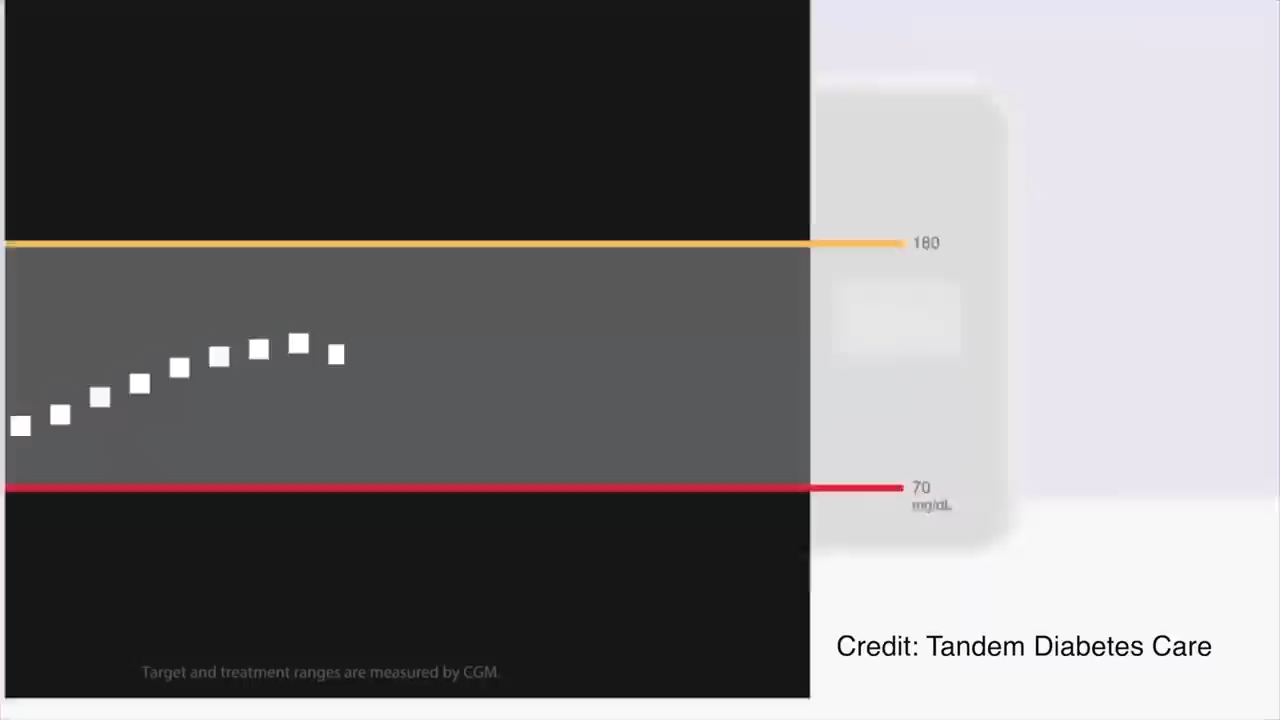 180
70
mg/dL
Credit: Tandem Diabetes Care
Target and treatment ranges are measured by CGM.